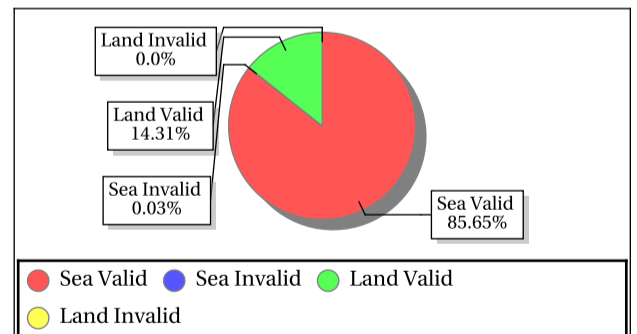 Land Invalid
0.0%
Land Valid
14.31%
Sea Invalid
0.03%
Sea Valid
85.65%
Sea Valid Sea Invalid Land Valid
Land Invalid